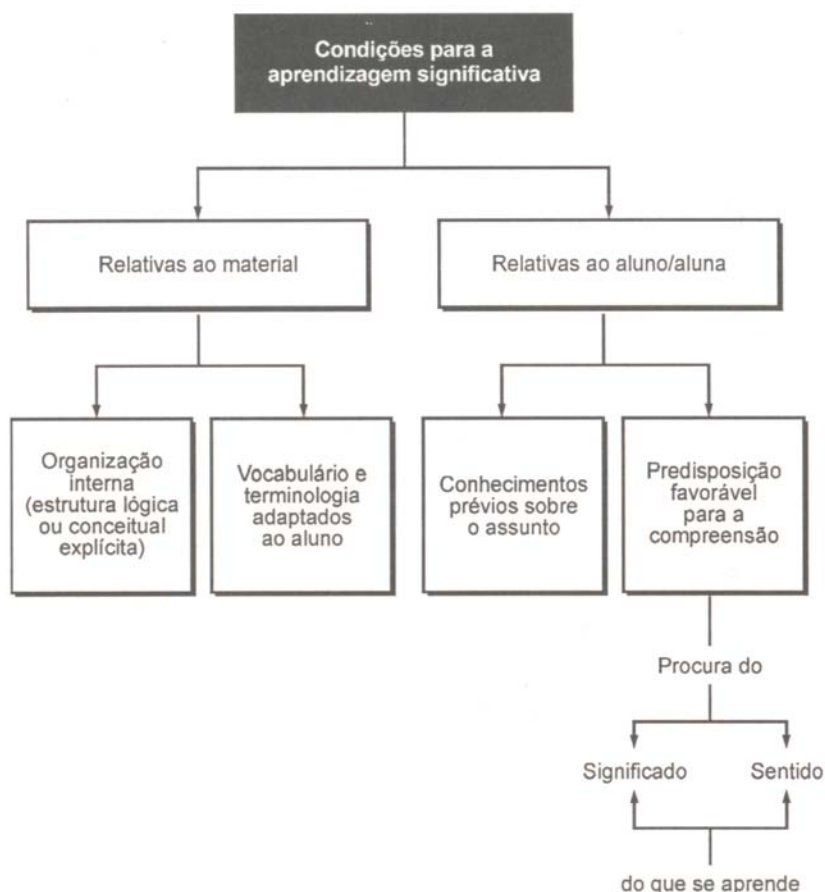 Condições para a
aprendizagem significativa
Relativas ao material
Relativas ao aluno/aluna
Organização
interna
(estrutura lógica
ou conceitual
explícita)
Vocabulário e
terminologia
adaptados
ao aluno
Conhecimentos
prévios sobre
o assunto
Predisposição
favorável
para a
compreensão
Procura do
Significado
Sentido
do que se aprende